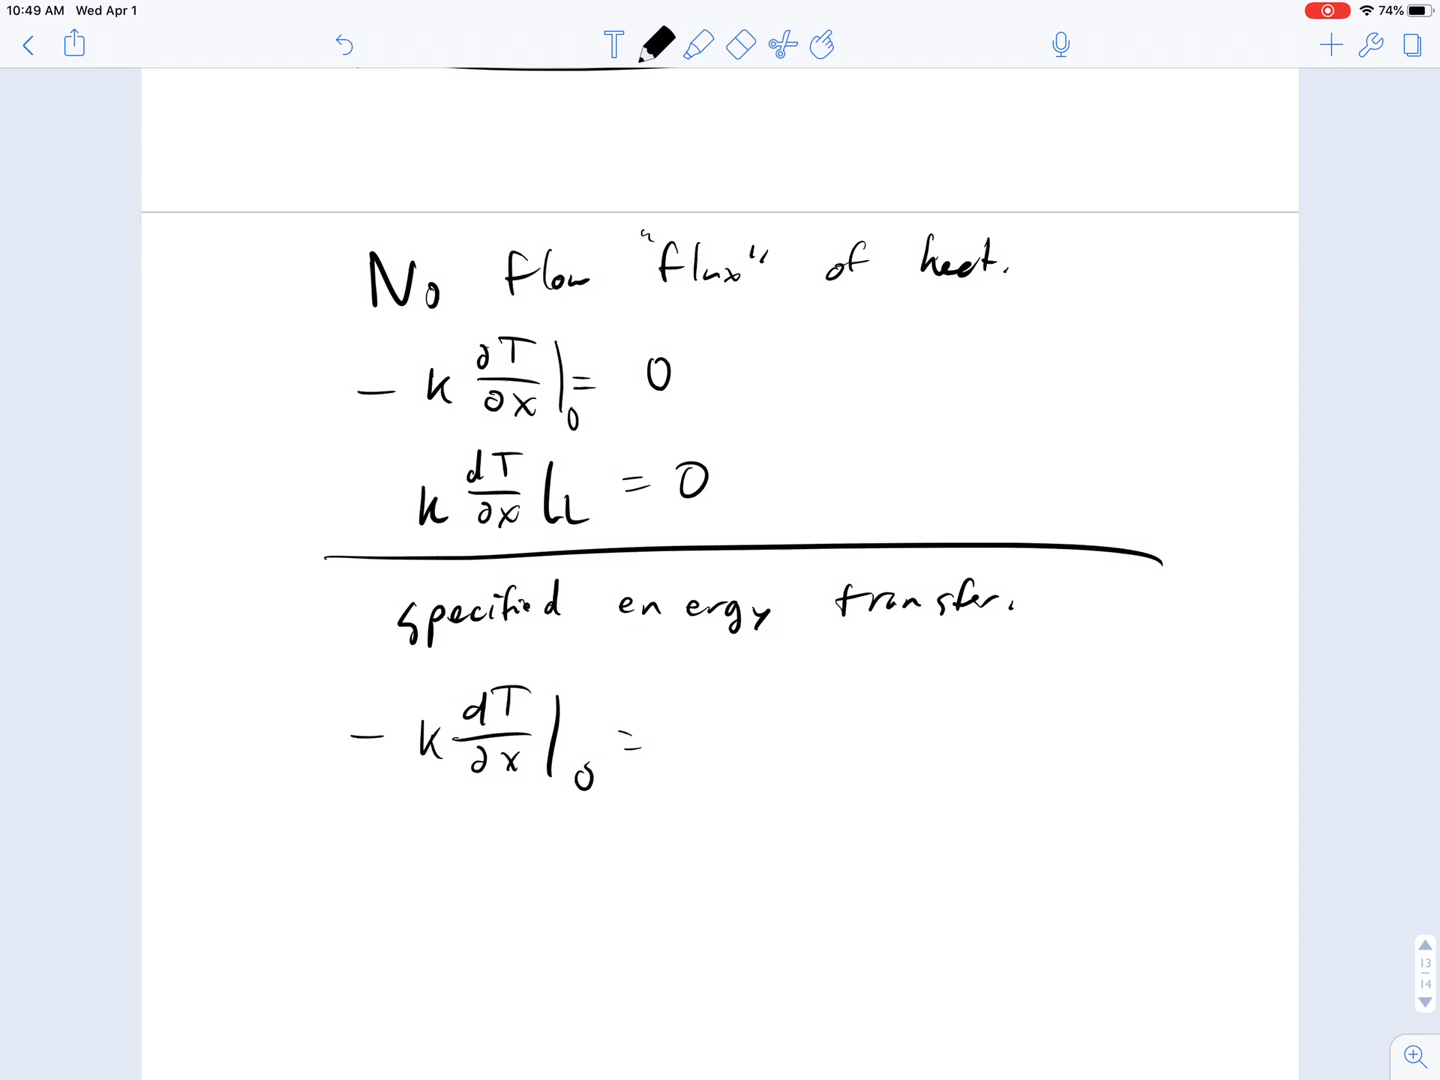 10:49 AM Wed Apr 1
74%
T
No flow "flux" of heat.
− k ∂T/∂x |₀ = 0
k dT/∂x |L = 0
specified energy transfer.
− k dT/∂x |₀ =
13
14